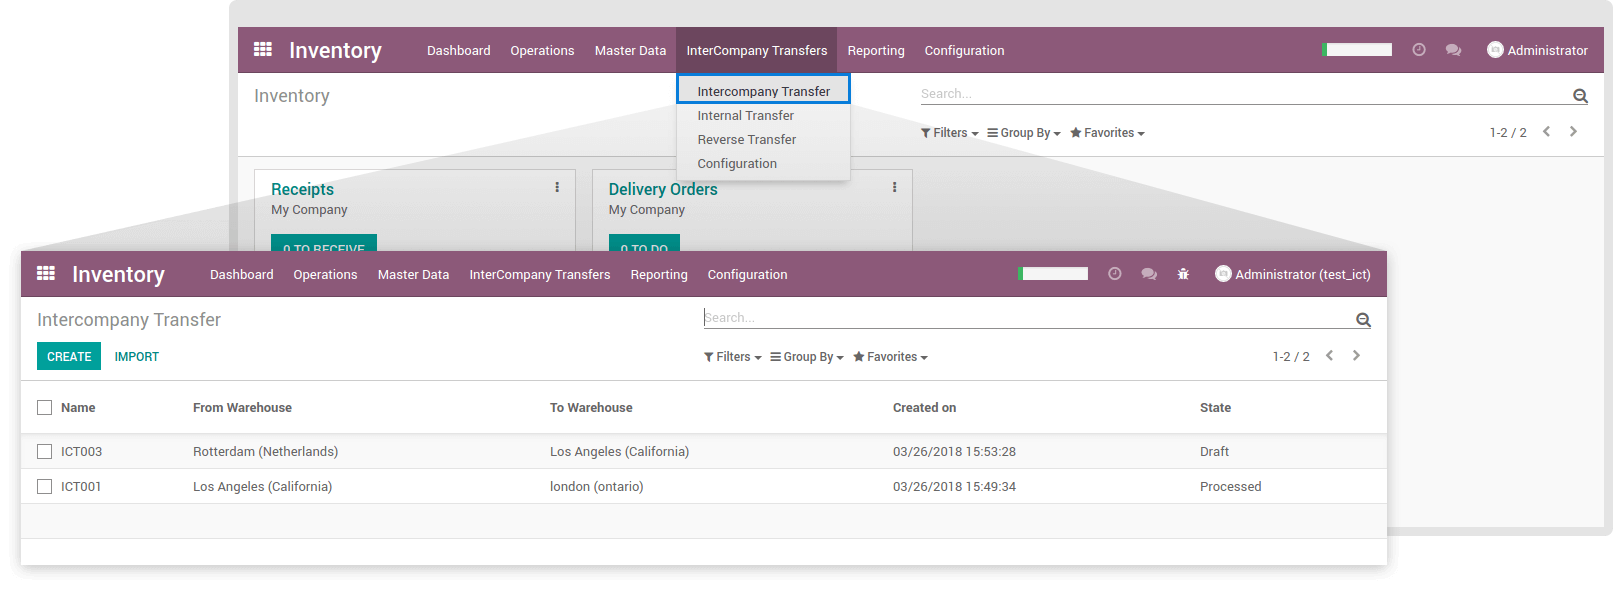 Inventory Dashboard Operations Master Data InterCompany Transfers Reporting Configuration Administrator
Inventory
Search...
Intercompany Transfer
Internal Transfer
Reverse Transfer
Configuration
Filters Group By Favorites 1-2 / 2
Receipts
My Company
0 TO RECEIVE
Delivery Orders
My Company
0 TO DO
Inventory Dashboard Operations Master Data InterCompany Transfers Reporting Configuration Administrator (test_ict)
Intercompany Transfer Search...
CREATE IMPORT Filters Group By Favorites 1-2 / 2
Name From Warehouse To Warehouse Created on State
ICT003 Rotterdam (Netherlands) Los Angeles (California) 03/26/2018 15:53:28 Draft
ICT001 Los Angeles (California) london (ontario) 03/26/2018 15:49:34 Processed